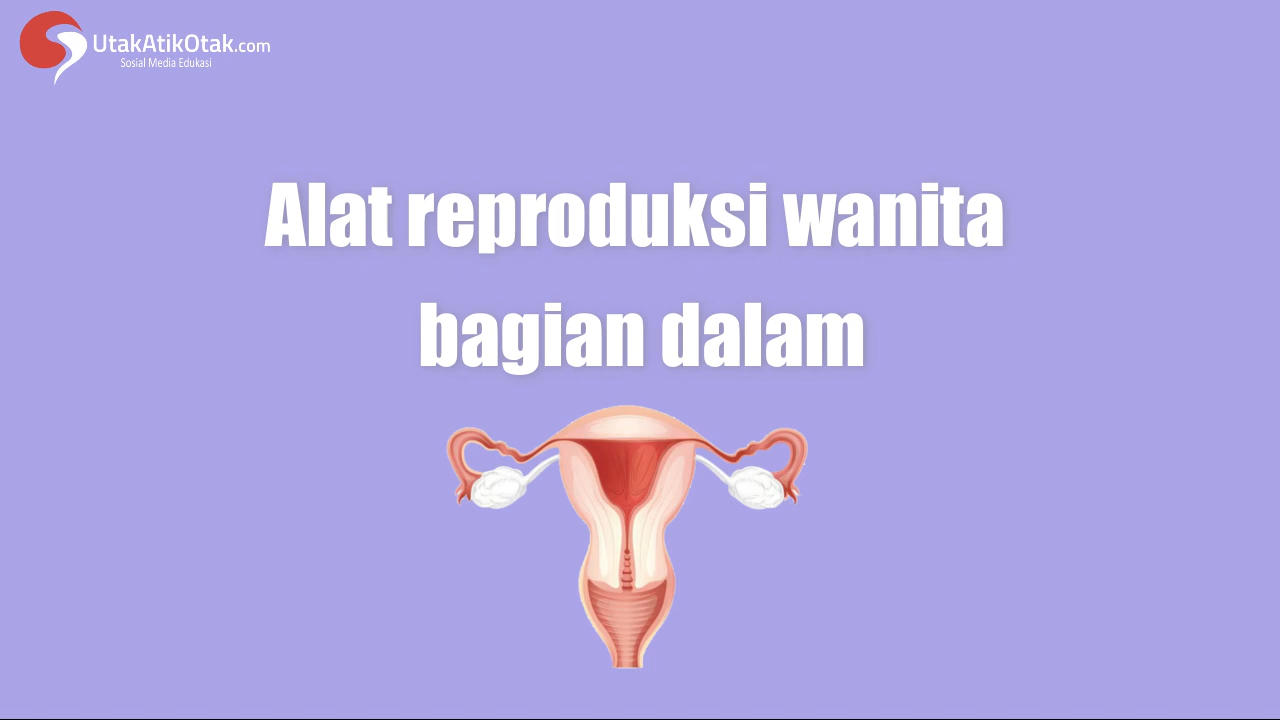 UtakAtikOtak.com
Sosial Media Edukasi
Alat reproduksi wanita
bagian dalam